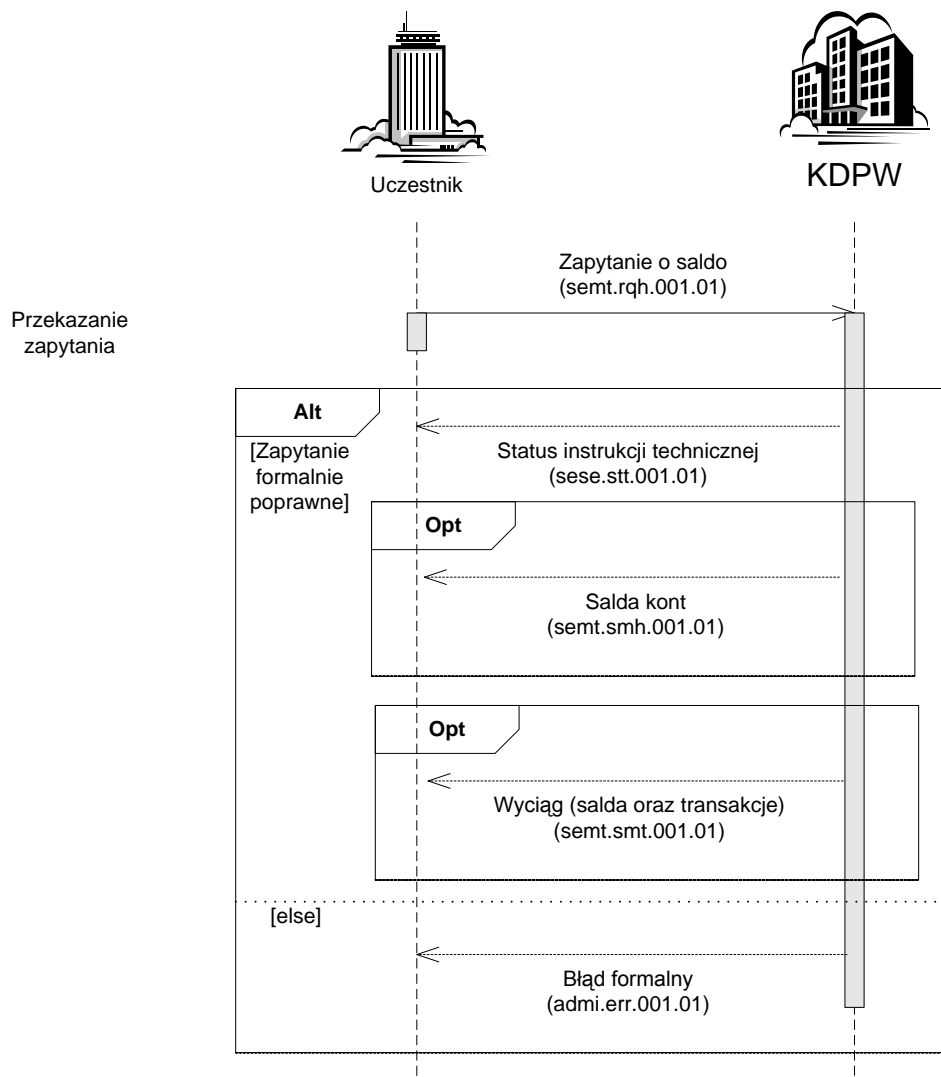 Uczestnik
KDPW
Zapytanie o saldo
(semt.rqh.001.01)
Przekazanie
zapytania
Alt
[Zapytanie
formalnie
poprawne]
Status instrukcji technicznej
(sese.stt.001.01)
Opt
Salda kont
(semt.smh.001.01)
Opt
Wyciąg (salda oraz transakcje)
(semt.smt.001.01)
[else]
Błąd formalny
(admi.err.001.01)